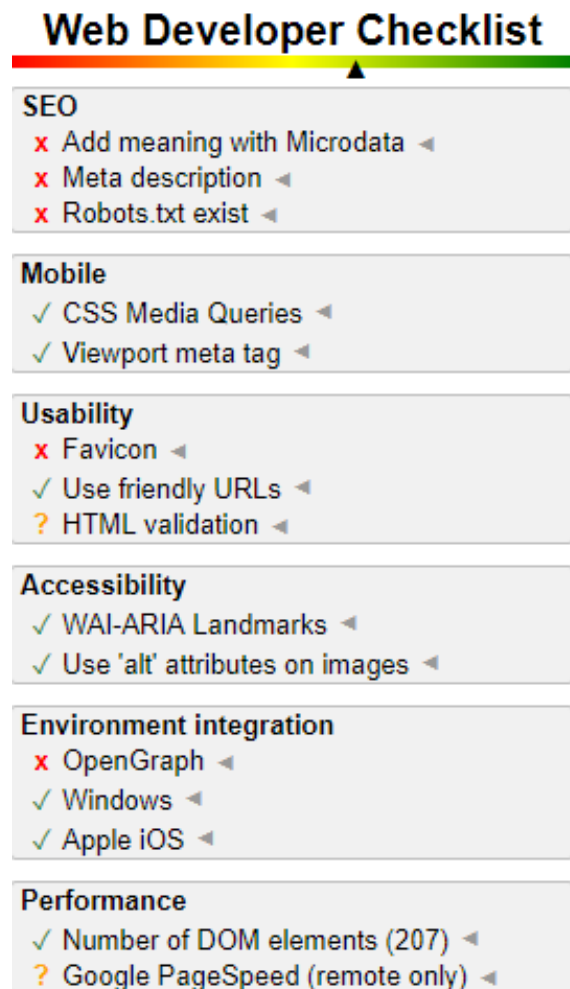 Web Developer Checklist
SEO
x Add meaning with Microdata
x Meta description
x Robots.txt exist
Mobile
✓ CSS Media Queries
✓ Viewport meta tag
Usability
x Favicon
✓ Use friendly URLs
? HTML validation
Accessibility
✓ WAI-ARIA Landmarks
✓ Use 'alt' attributes on images
Environment integration
x OpenGraph
✓ Windows
✓ Apple iOS
Performance
✓ Number of DOM elements (207)
? Google PageSpeed (remote only)